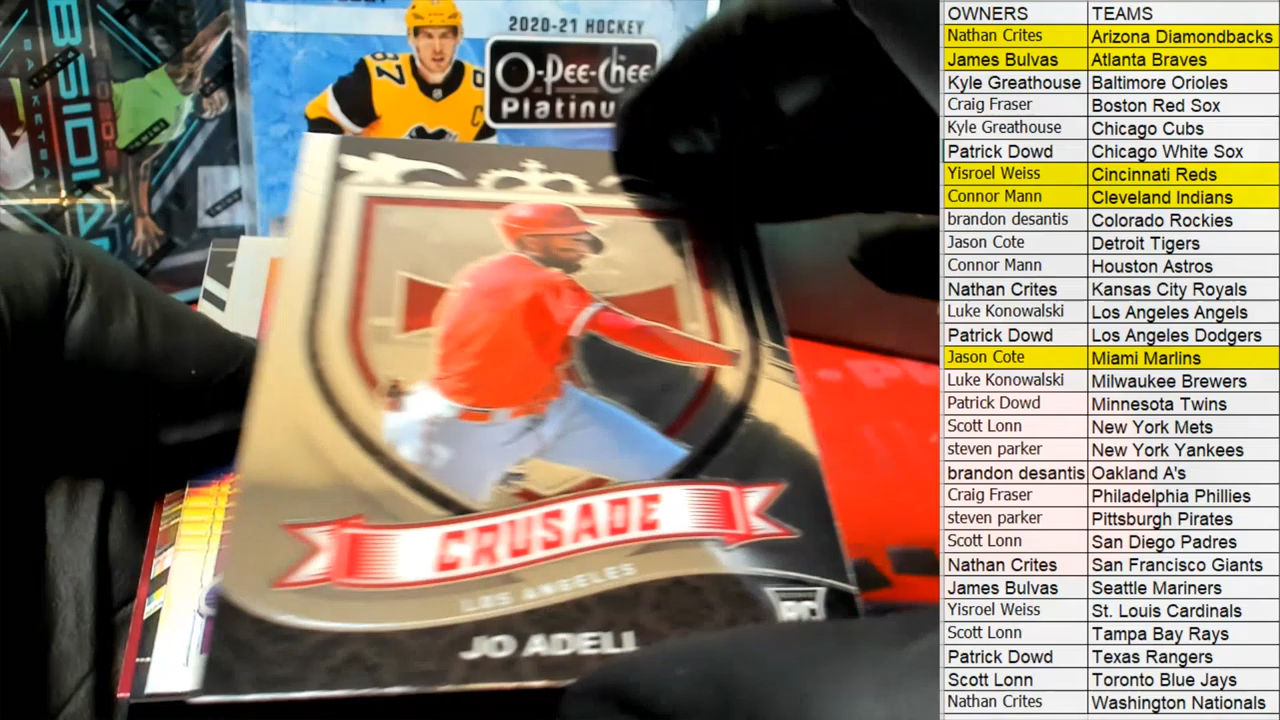 2020-21 HOCKEY
O-PEE-CHEE
Platinu
87
C
CRUSADE
LOS ANGELES
RC
JO ADELL
OWNERS TEAMS
Nathan Crites Arizona Diamondbacks
James Bulvas Atlanta Braves
Kyle Greathouse Baltimore Orioles
Craig Fraser Boston Red Sox
Kyle Greathouse Chicago Cubs
Patrick Dowd Chicago White Sox
Yisroel Weiss Cincinnati Reds
Connor Mann Cleveland Indians
brandon desantis Colorado Rockies
Jason Cote Detroit Tigers
Connor Mann Houston Astros
Nathan Crites Kansas City Royals
Luke Konowalski Los Angeles Angels
Patrick Dowd Los Angeles Dodgers
Jason Cote Miami Marlins
Luke Konowalski Milwaukee Brewers
Patrick Dowd Minnesota Twins
Scott Lonn New York Mets
steven parker New York Yankees
brandon desantis Oakland A's
Craig Fraser Philadelphia Phillies
steven parker Pittsburgh Pirates
Scott Lonn San Diego Padres
Nathan Crites San Francisco Giants
James Bulvas Seattle Mariners
Yisroel Weiss St. Louis Cardinals
Scott Lonn Tampa Bay Rays
Patrick Dowd Texas Rangers
Scott Lonn Toronto Blue Jays
Nathan Crites Washington Nationals